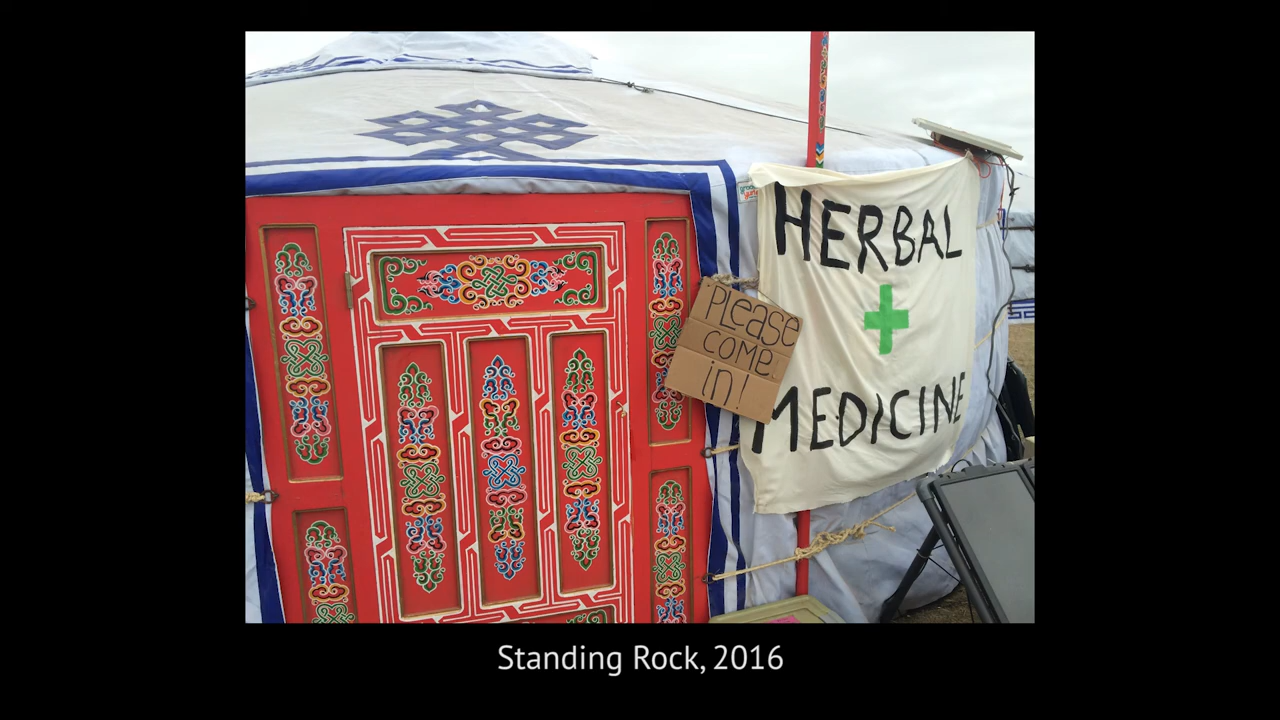 HERBAL
MEDICINE
Please
come
in!
Standing Rock, 2016